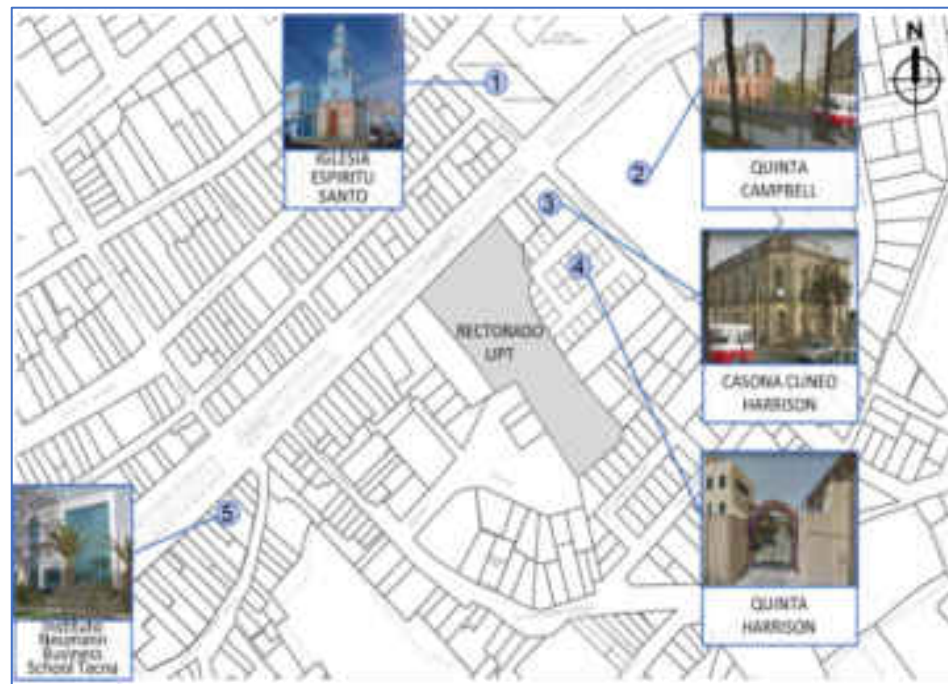 N
1
IGLESIA
ESPIRITU
SANTO
2
QUINTA
CAMPBELL
3
4
CASONA CUNEO
HARRISON
RECTORADO
UPT
5
Instituto
Neumann
Business
School Tacna
QUINTA
HARRISON